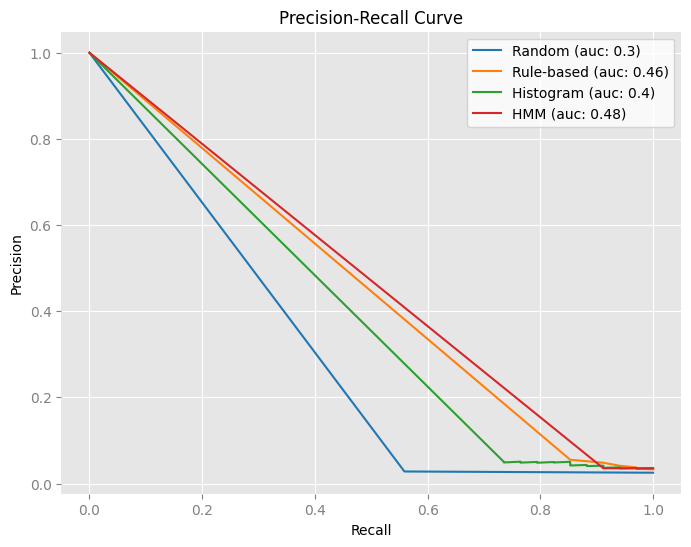 Precision-Recall Curve
Random (auc: 0.3)
Rule-based (auc: 0.46)
Histogram (auc: 0.4)
HMM (auc: 0.48)
Precision
1.0
0.8
0.6
0.4
0.2
0.0
0.0 0.2 0.4 0.6 0.8 1.0
Recall